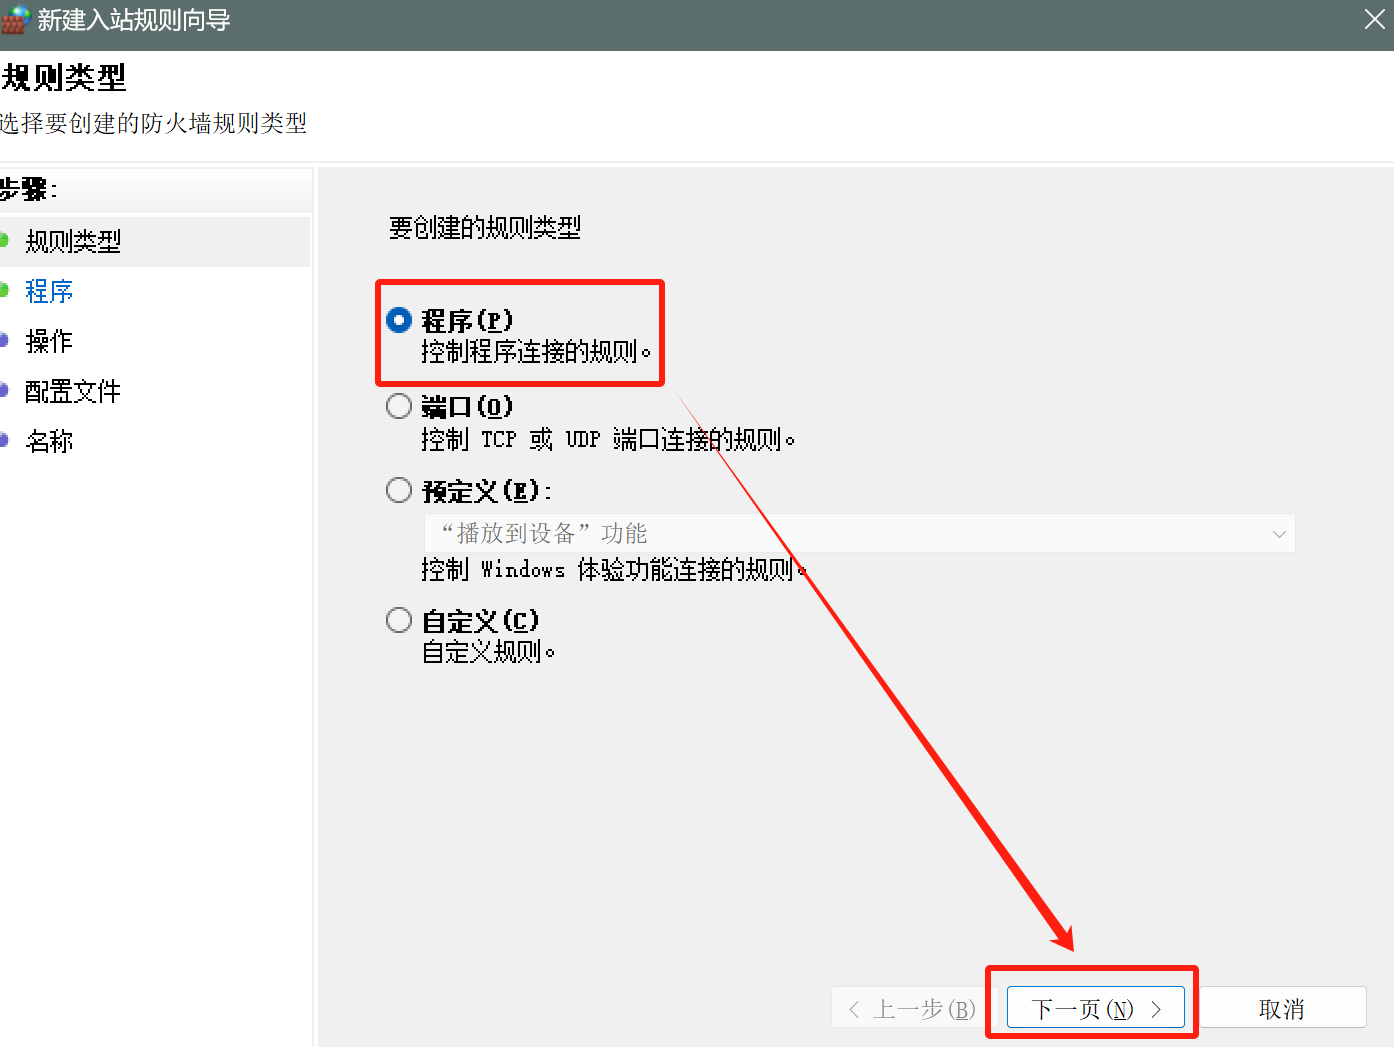 新建入站规则向导
规则类型
选择要创建的防火墙规则类型
步骤:
规则类型
程序
操作
配置文件
名称
要创建的规则类型
程序(P)
控制程序连接的规则。
端口(O)
控制 TCP 或 UDP 端口连接的规则。
预定义(E):
“播放到设备”功能
控制 Windows 体验功能连接的规则。
自定义(C)
自定义规则。
< 上一步(B)
下一页(N) >
取消